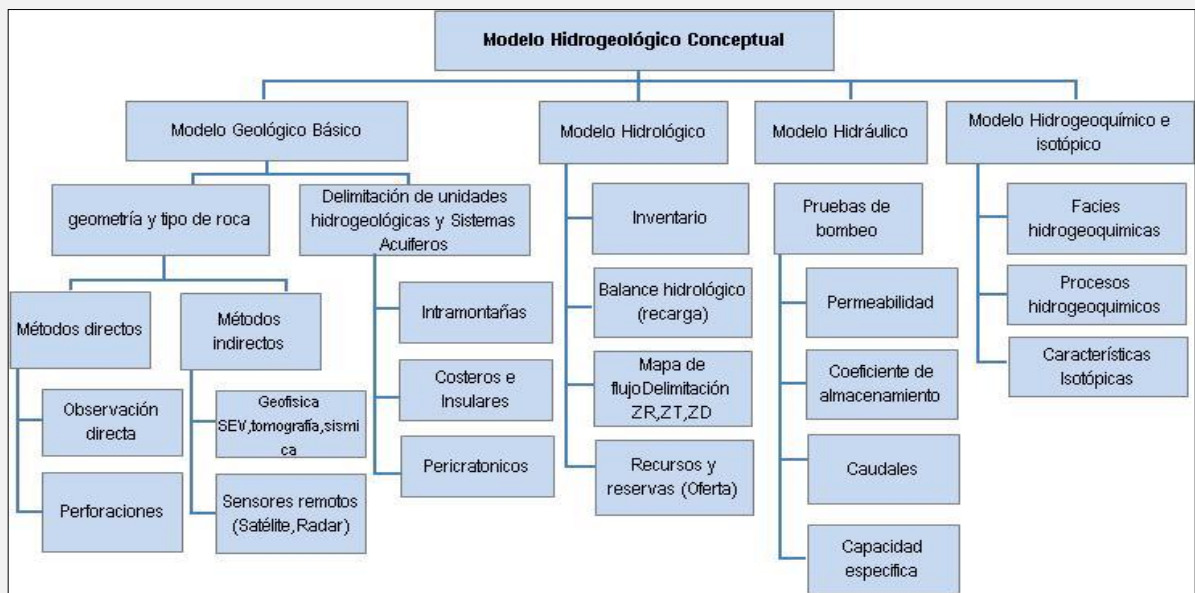 Modelo Hidrogeológico Conceptual
Modelo Geológico Básico
Modelo Hidrológico
Modelo Hidráulico
Modelo Hidrogeoquímico e
isotópico
geometría y tipo de roca
Delimitación de unidades
hidrogeológicas y Sistemas
Acuiferos
Métodos directos
Métodos
indirectos
Observación
directa
Perforaciones
Geofisica
SEV,tomografía,sismi
ca
Sensores remotos
(Satélite,Radar)
Intramontañas
Costeros e
Insulares
Pericratonicos
Inventario
Balance hidrológico
(recarga)
Mapa de
flujoDelimitación
ZR,ZT,ZD
Recursos y
reservas (Oferta)
Pruebas de
bombeo
Permeabilidad
Coeficiente de
almacenamiento
Caudales
Capacidad
especifica
Facies
hidrogeoquimicas
Procesos
hidrogeoquimicos
Características
Isotópicas